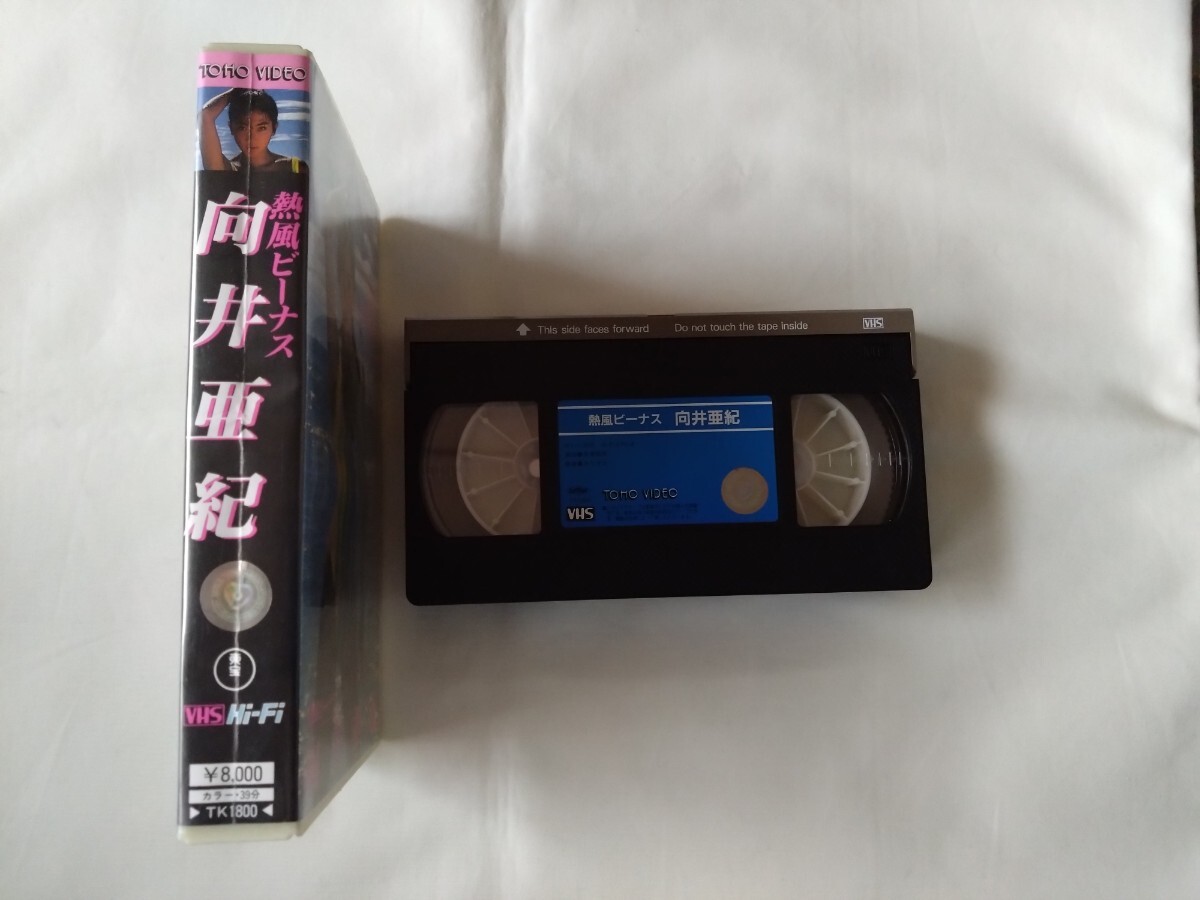 TOHO VIDEO
熱風ビーナス
向井亜紀
東宝
VHS Hi-Fi
¥8,000
カラー・39分
▶ TK1800 ◀
This side faces forward Do not touch the tape inside VHS
熱風ビーナス 向井亜紀
TOHO VIDEO
VHS